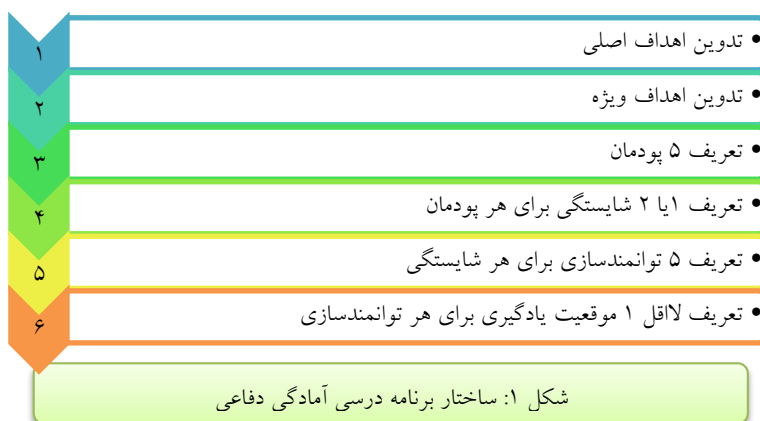 ۱
• تدوین اهداف اصلی
۲
• تدوین اهداف ویژه
۳
• تعریف ۵ پودمان
۴
• تعریف ۱یا ۲ شایستگی برای هر پودمان
۵
• تعریف ۵ توانمندسازی برای هر شایستگی
۶
• تعریف لااقل ۱ موقعیت یادگیری برای هر توانمندسازی
شکل ۱: ساختار برنامه درسی آمادگی دفاعی